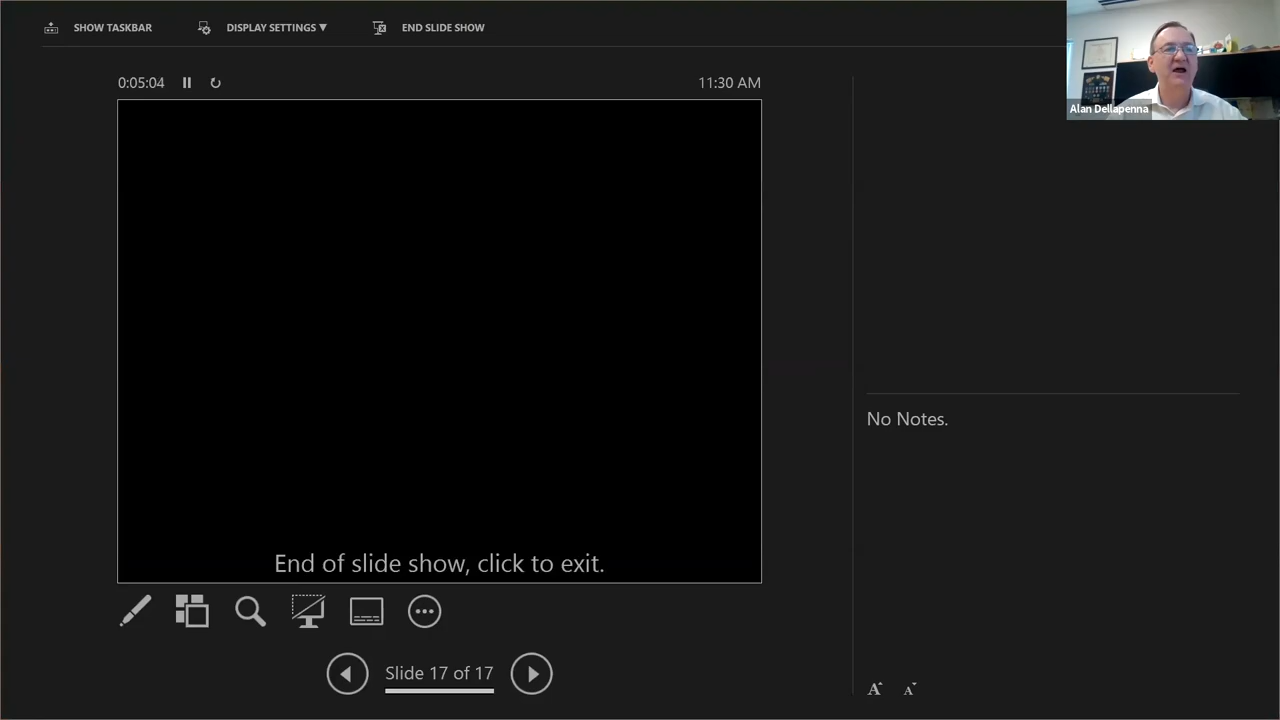 SHOW TASKBAR
DISPLAY SETTINGS ▼
END SLIDE SHOW
Alan Dellapenna
0:05:04
11:30 AM
End of slide show, click to exit.
No Notes.
Slide 17 of 17
A A